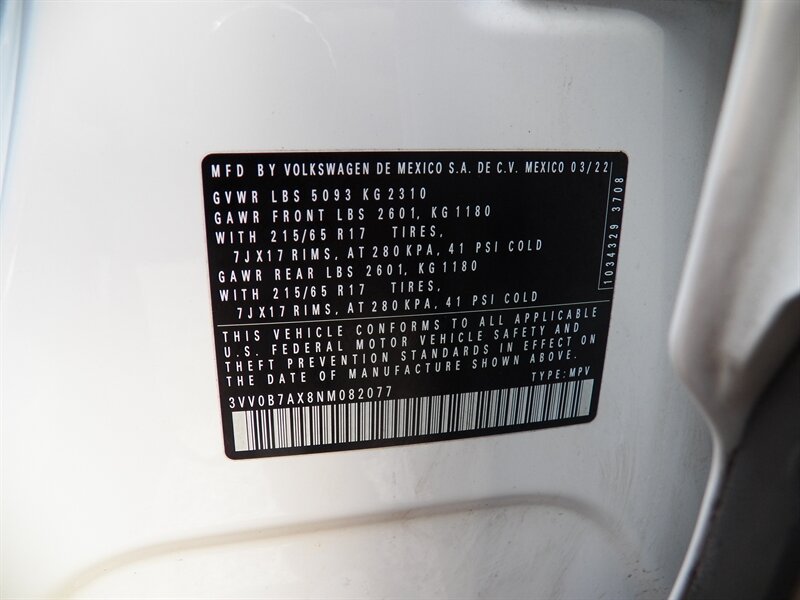 MFD BY VOLKSWAGEN DE MEXICO S.A. DE C.V. MEXICO 03/22
GVWR LBS 5093 KG 2310
GAWR FRONT LBS 2601, KG 1180
WITH 215/65 R17 TIRES,
7JX17 RIMS, AT 280 KPA, 41 PSI COLD
GAWR REAR LBS 2601, KG 1180
WITH 215/65 R17 TIRES,
7JX17 RIMS, AT 280 KPA, 41 PSI COLD
1034329 3708
THIS VEHICLE CONFORMS TO ALL APPLICABLE
U.S. FEDERAL MOTOR VEHICLE SAFETY AND
THEFT PREVENTION STANDARDS IN EFFECT ON
THE DATE OF MANUFACTURE SHOWN ABOVE.
TYPE: MPV
3VV0B7AX8NM082077